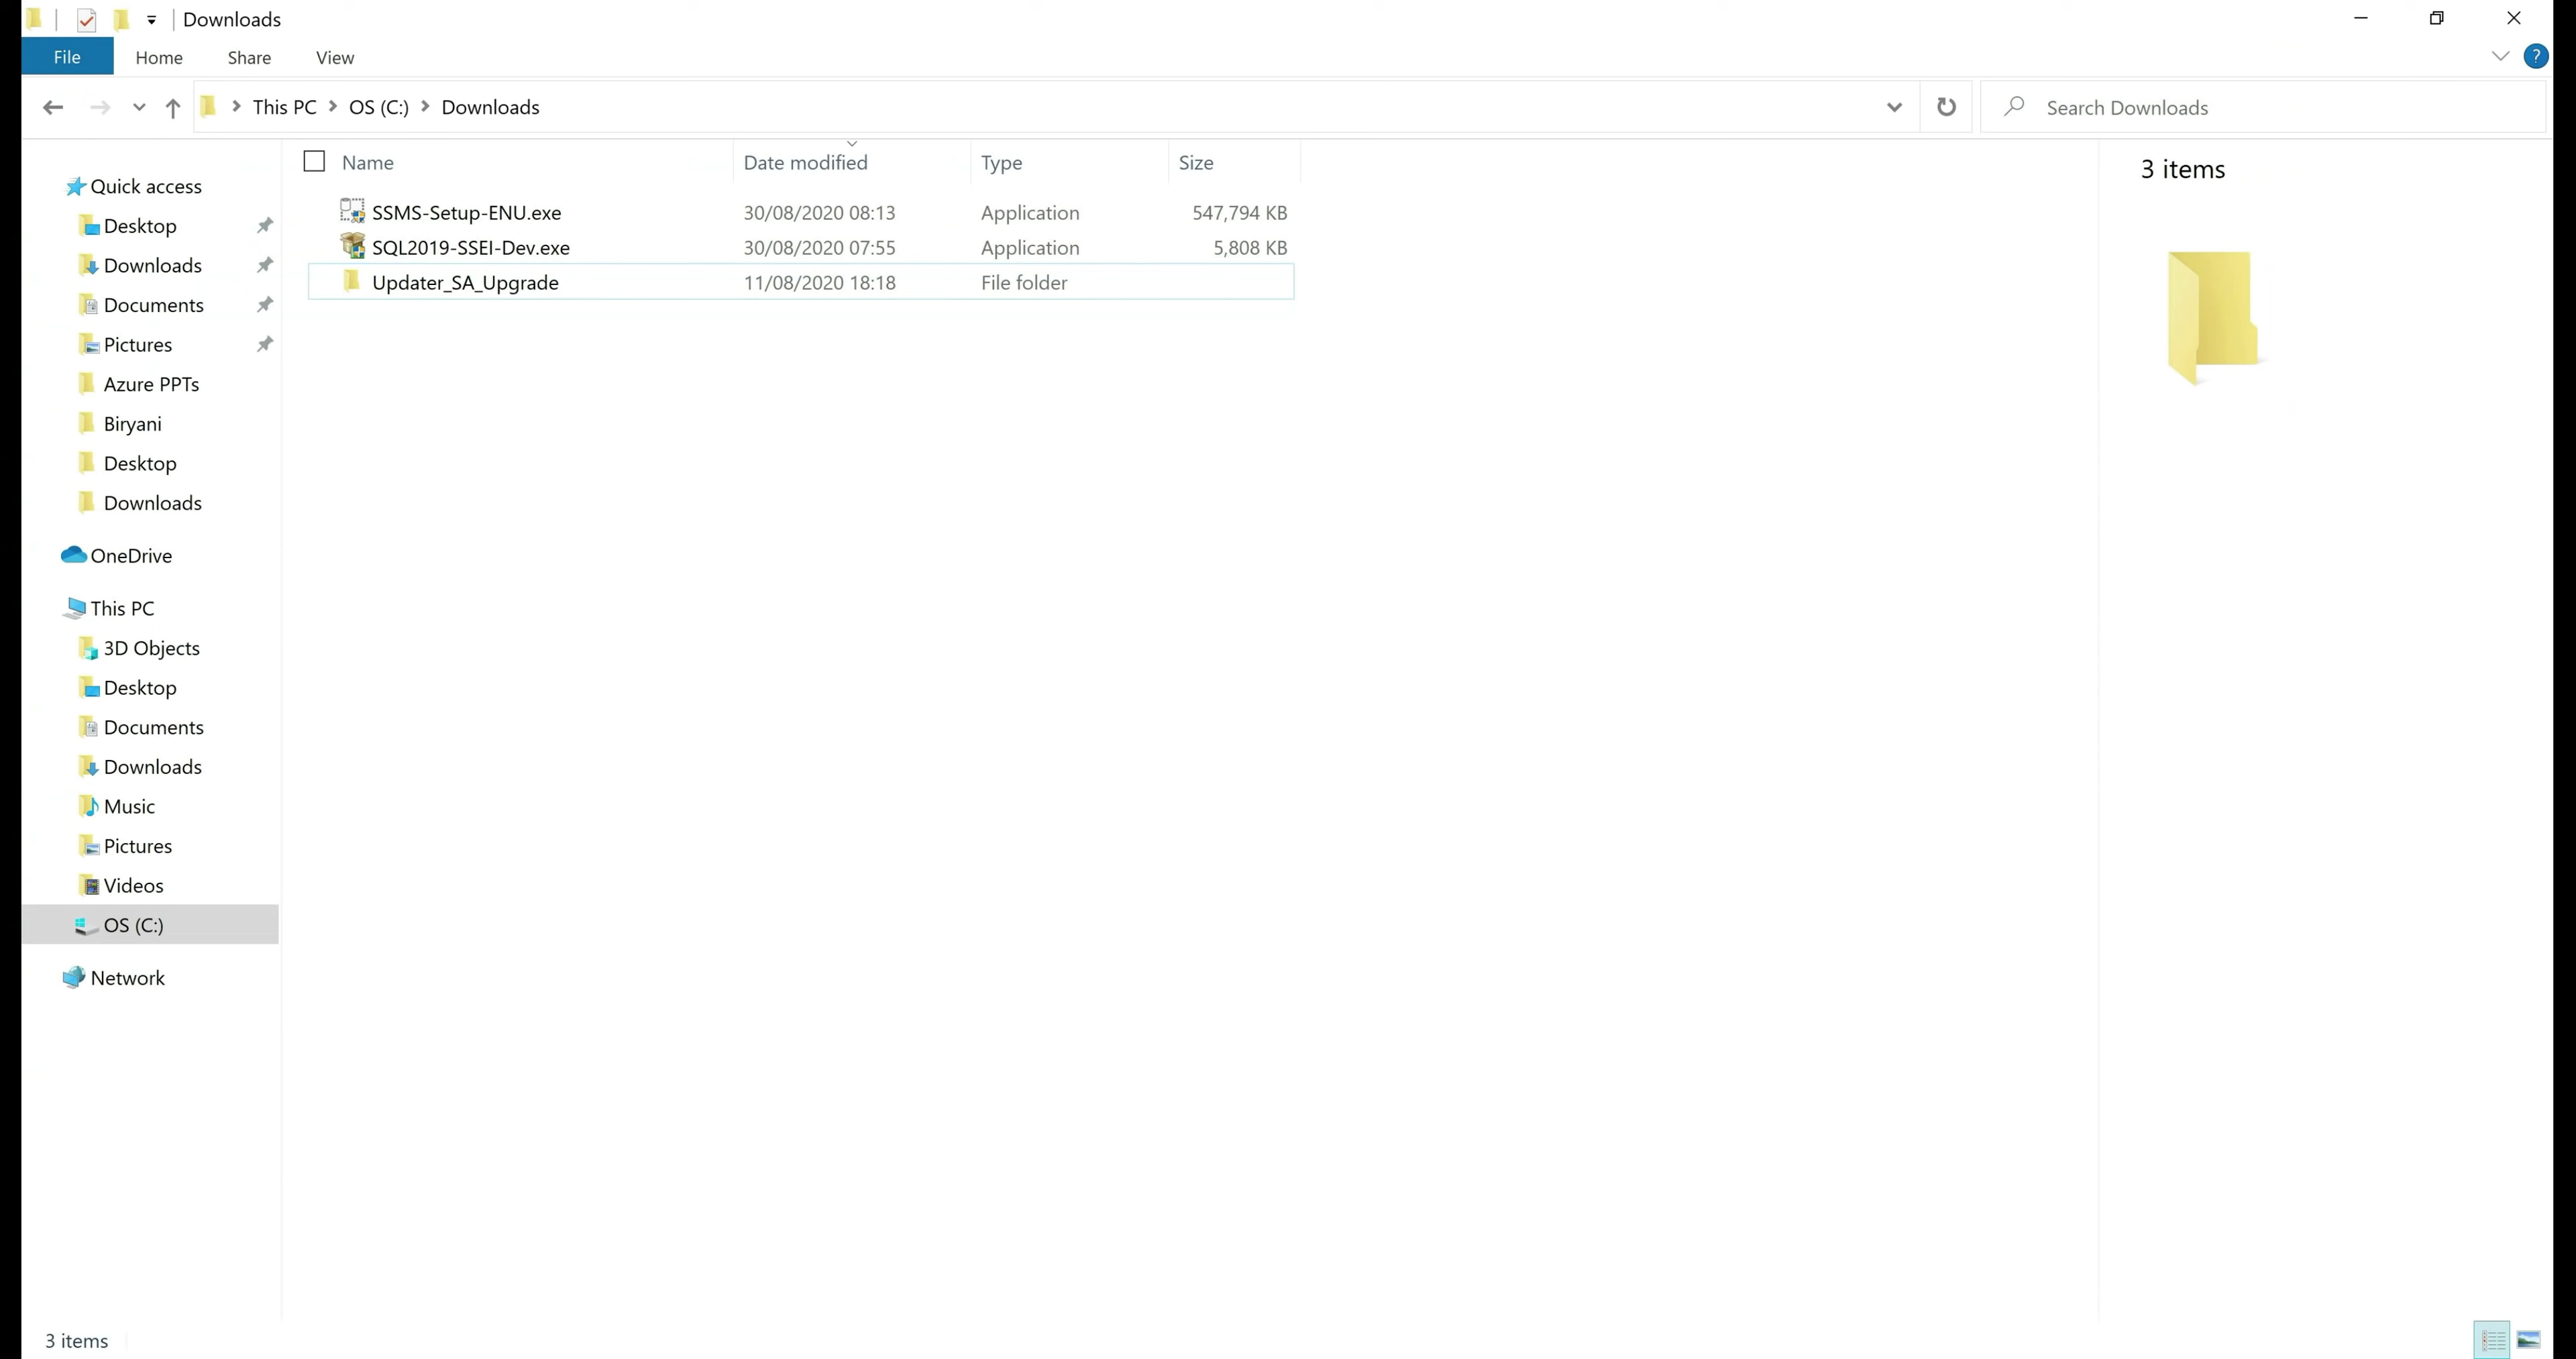 Downloads
File Home Share View
?
This PC OS (C:) Downloads Search Downloads
Name Date modified Type Size
SSMS-Setup-ENU.exe 30/08/2020 08:13 Application 547,794 KB
SQL2019-SSEI-Dev.exe 30/08/2020 07:55 Application 5,808 KB
Updater_SA_Upgrade 11/08/2020 18:18 File folder
Quick access
Desktop
Downloads
Documents
Pictures
Azure PPTs
Biryani
Desktop
Downloads
OneDrive
This PC
3D Objects
Desktop
Documents
Downloads
Music
Pictures
Videos
OS (C:)
Network
3 items
3 items